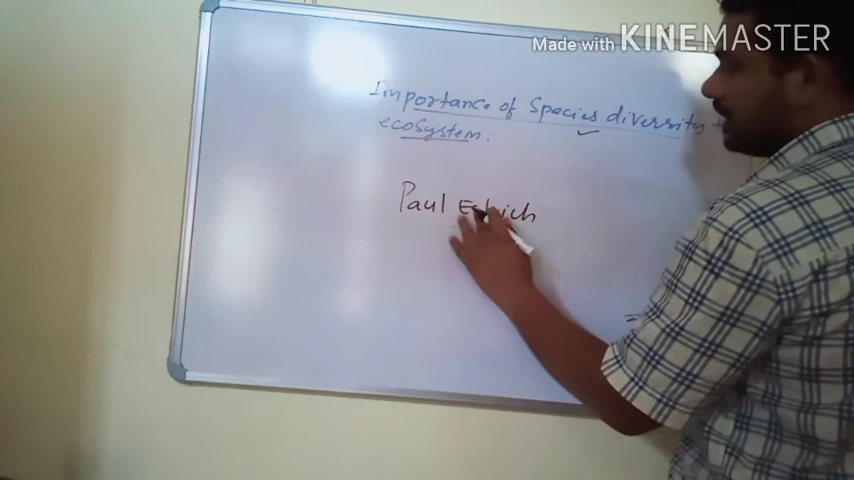 Made with KINEMASTER
Importance of Species diversity
ecosystem:
Paul